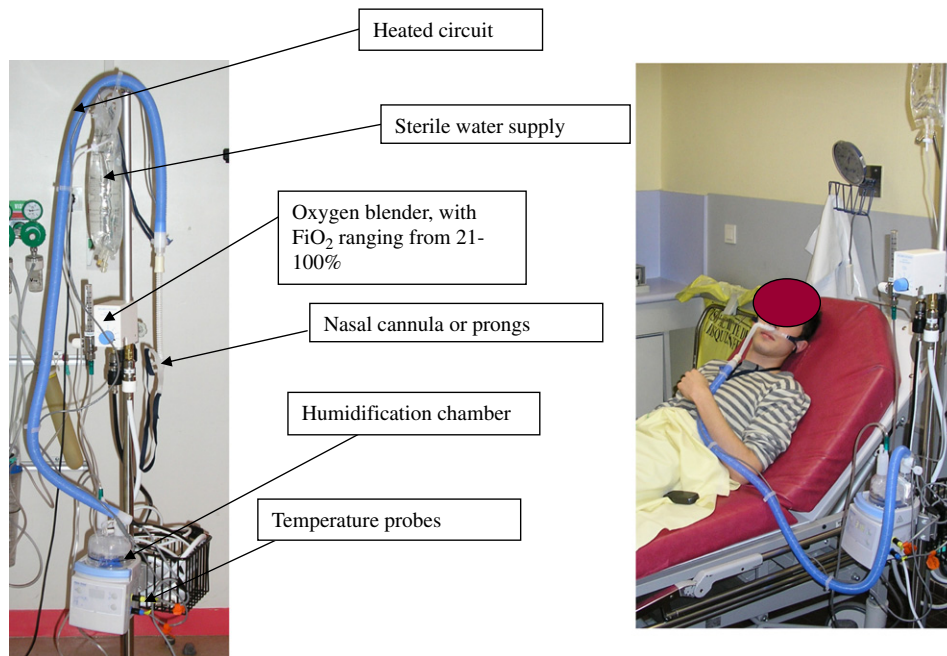 Heated circuit
Sterile water supply
Oxygen blender, with
FiO₂ ranging from 21-
100%
Nasal cannula or prongs
Humidification chamber
Temperature probes